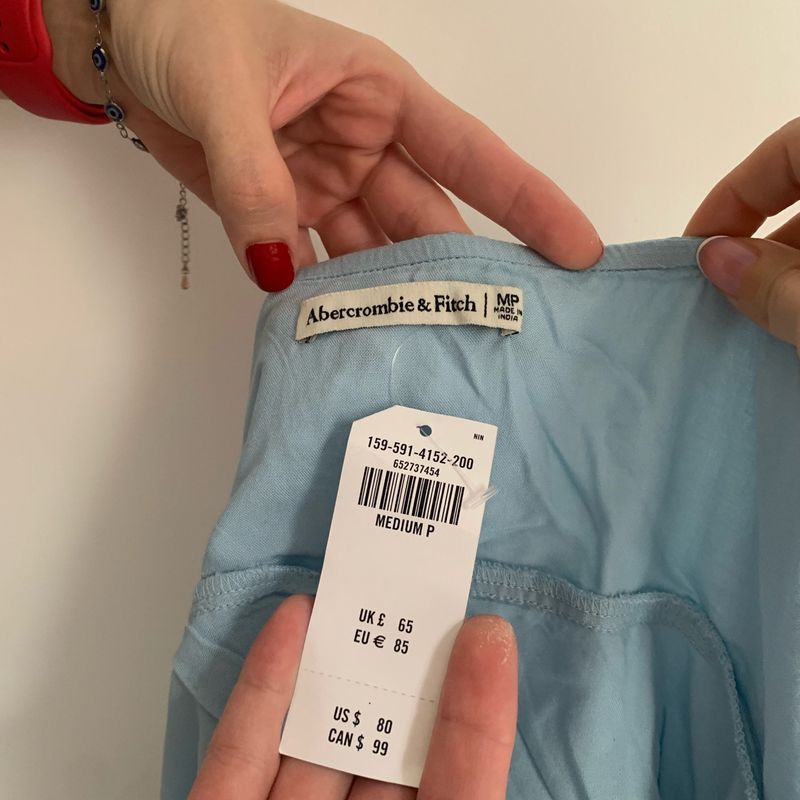 Abercrombie & Fitch | MP
MADE IN
INDIA
NIN
159-591-4152-200
652737454
MEDIUM P
UK £ 65
EU € 85
US $ 80
CAN $ 99